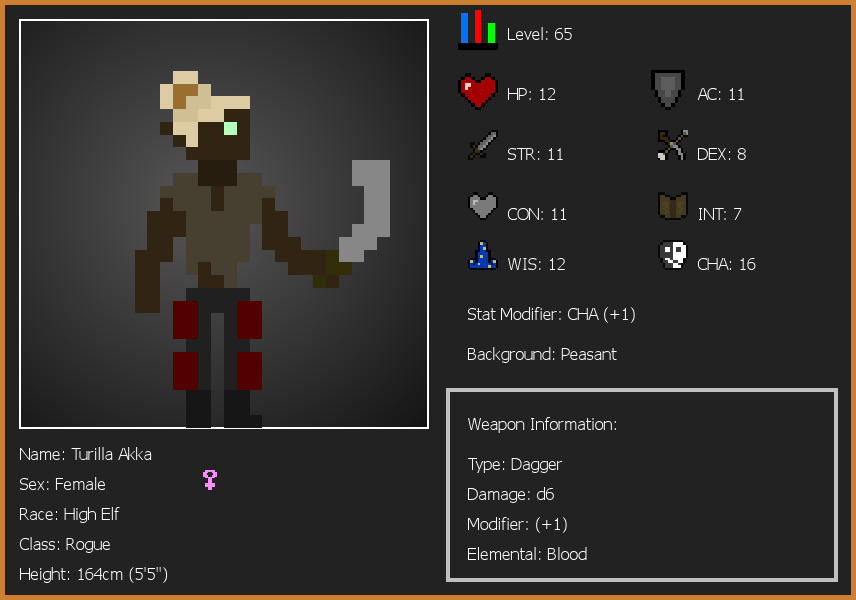 Level: 65
HP: 12
AC: 11
STR: 11
DEX: 8
CON: 11
INT: 7
WIS: 12
CHA: 16
Stat Modifier: CHA (+1)
Background: Peasant
Weapon Information:
Type: Dagger
Damage: d6
Modifier: (+1)
Elemental: Blood
Name: Turilla Akka
Sex: Female
Race: High Elf
Class: Rogue
Height: 164cm (5'5")